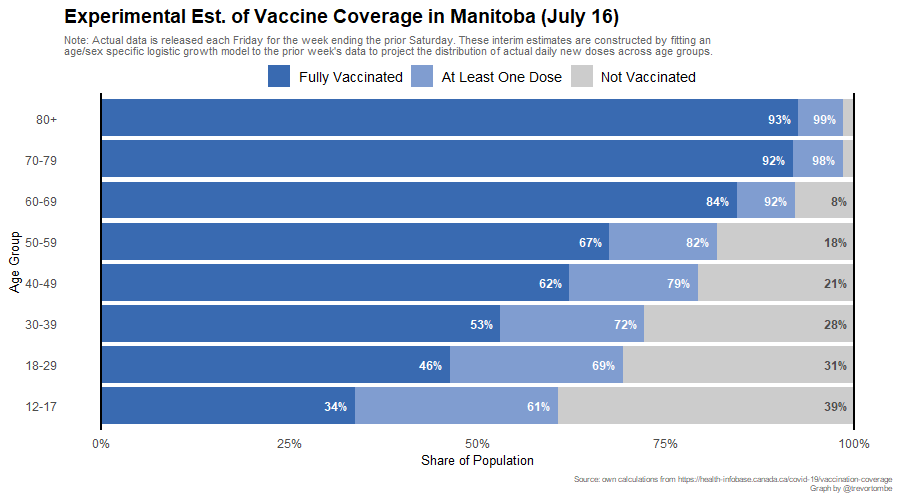 Experimental Est. of Vaccine Coverage in Manitoba (July 16)
Note: Actual data is released each Friday for the week ending the prior Saturday. These interim estimates are constructed by fitting an
age/sex specific logistic growth model to the prior week's data to project the distribution of actual daily new doses across age groups.
Fully Vaccinated At Least One Dose Not Vaccinated
80+ 93% 99%
70-79 92% 98%
60-69 84% 92% 8%
50-59 67% 82% 18%
40-49 62% 79% 21%
30-39 53% 72% 28%
18-29 46% 69% 31%
12-17 34% 61% 39%
Age Group
0% 25% 50% 75% 100%
Share of Population
Source: own calculations from https://health-infobase.canada.ca/covid-19/vaccination-coverage
Graph by @trevortombe